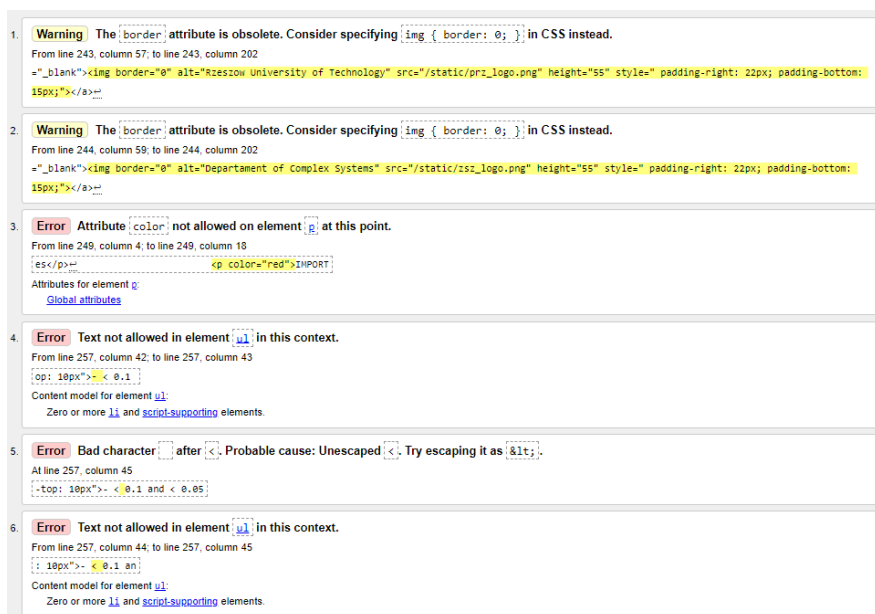 1. Warning The border attribute is obsolete. Consider specifying img { border: 0; } in CSS instead.
From line 243, column 57; to line 243, column 202
="_blank"><img border="0" alt="Rzeszow University of Technology" src="/static/prz_logo.png" height="55" style=" padding-right: 22px; padding-bottom:
15px;"></a>↩
2. Warning The border attribute is obsolete. Consider specifying img { border: 0; } in CSS instead.
From line 244, column 59; to line 244, column 202
="_blank"><img border="0" alt="Departament of Complex Systems" src="/static/zsz_logo.png" height="55" style=" padding-right: 22px; padding-bottom:
15px;"></a>↩
3. Error Attribute color not allowed on element p at this point.
From line 249, column 4; to line 249, column 18
es</p>↩ <p color="red">IMPORT
Attributes for element p:
Global attributes
4. Error Text not allowed in element ul in this context.
From line 257, column 42; to line 257, column 43
op: 10px">- < 0.1
Content model for element ul:
Zero or more li and script-supporting elements.
5. Error Bad character after <. Probable cause: Unescaped <. Try escaping it as &lt;.
At line 257, column 45
-top: 10px">- < 0.1 and < 0.05
6. Error Text not allowed in element ul in this context.
From line 257, column 44; to line 257, column 45
: 10px">- < 0.1 an
Content model for element ul:
Zero or more li and script-supporting elements.